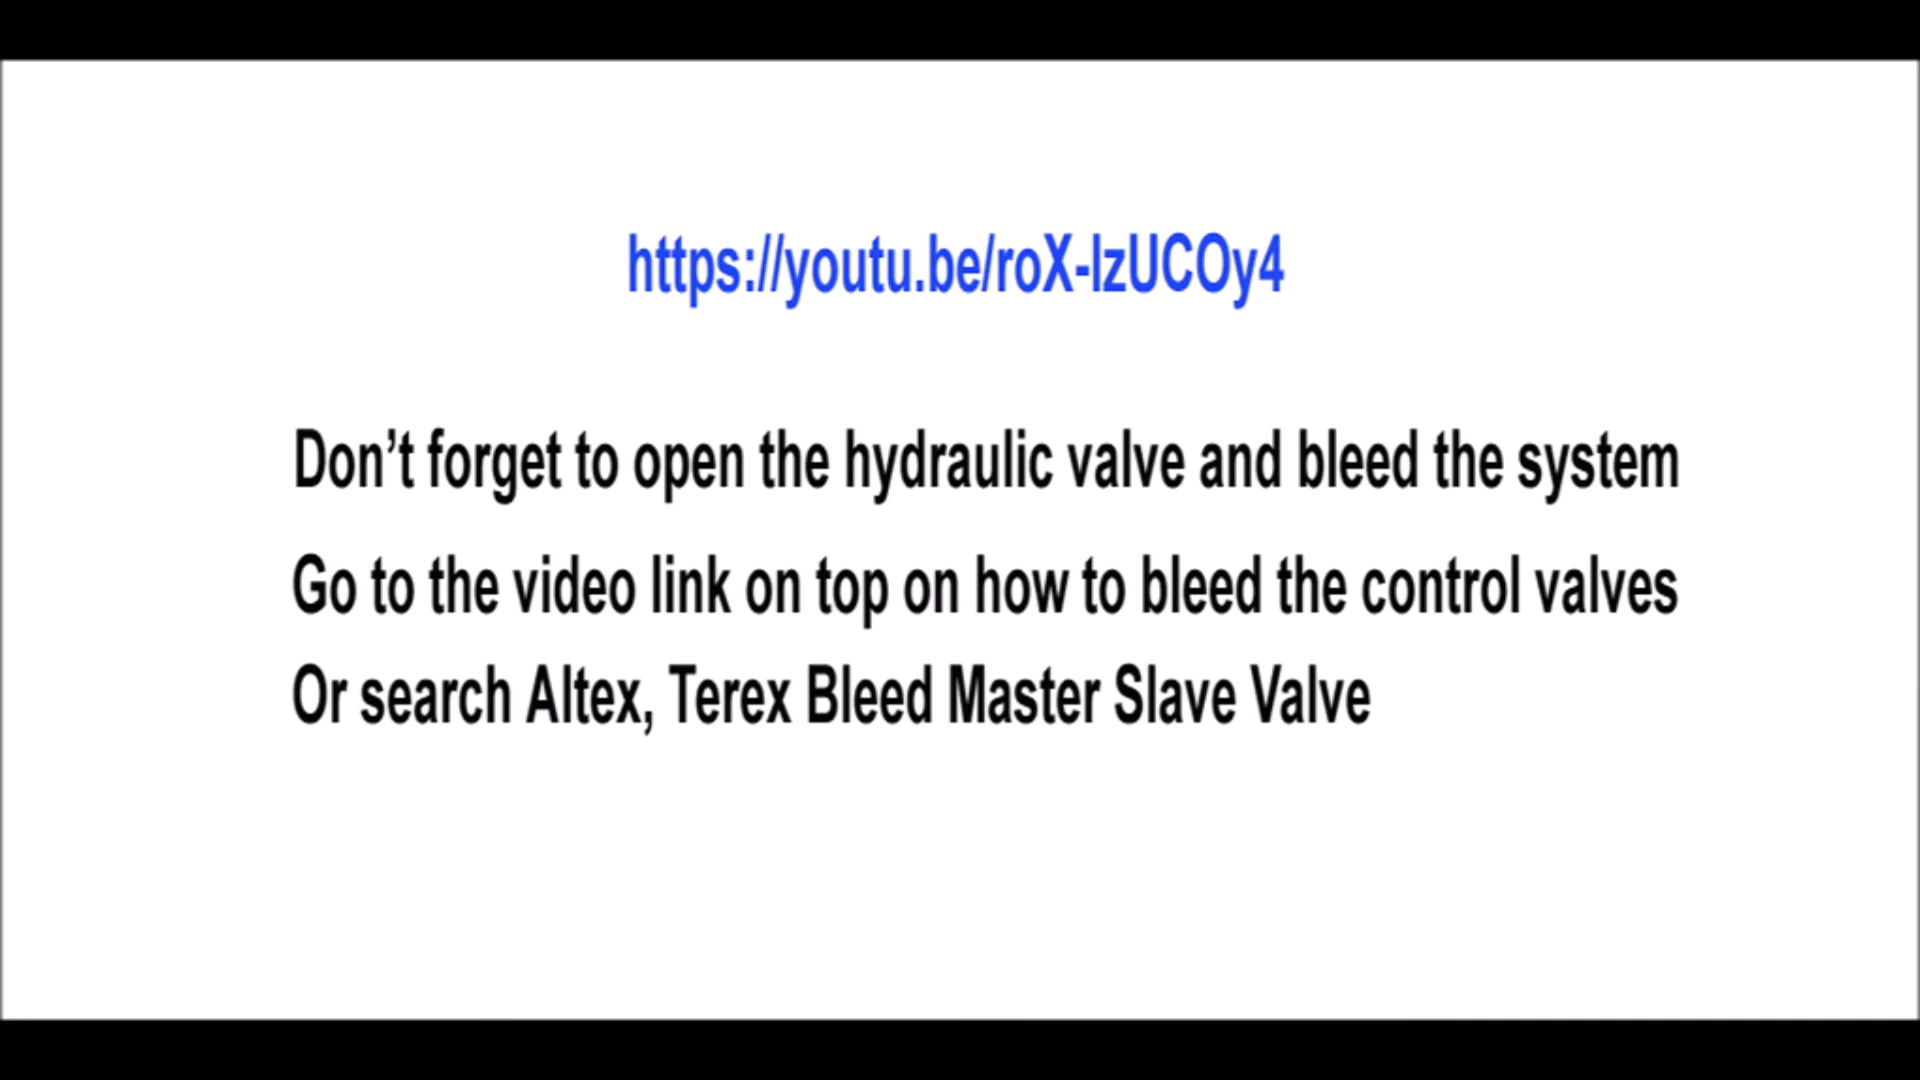 https://youtu.be/roX-lzUCOy4
Don't forget to open the hydraulic valve and bleed the system
Go to the video link on top on how to bleed the control valves
Or search Altex, Terex Bleed Master Slave Valve